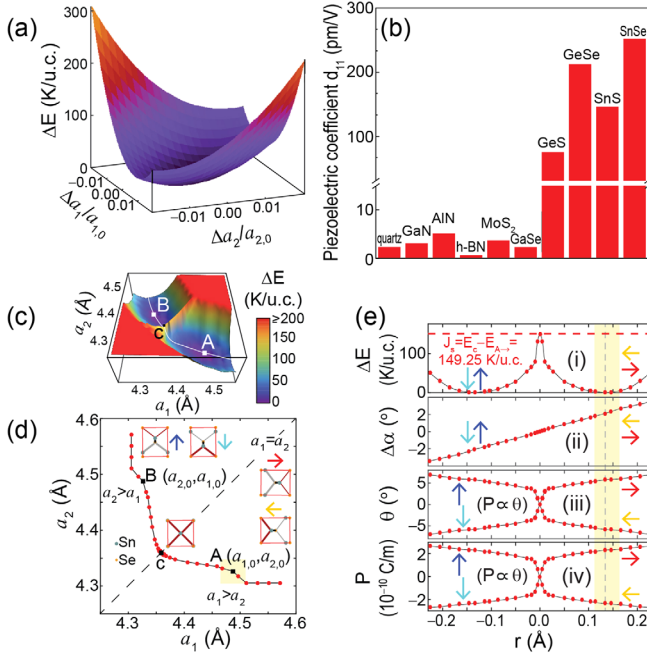 (a)
ΔE (K/u.c.)
300
200
100
0
−0.01
0.00
0.01
Δa₁/a₁,₀
−0.01
0.00
0.01
Δa₂/a₂,₀
(b)
Piezoelectric coefficient d₁₁ (pm/V)
300
200
100
10
5
0
quartz
GaN
AlN
h-BN
MoS₂
GaSe
GeS
GeSe
SnS
SnSe
(c)
a₂ (Å)
4.5
4.4
4.3
B
c
A
4.3
4.4
4.5
a₁ (Å)
ΔE
(K/u.c.)
≥200
150
100
50
0
(d)
a₂ (Å)
4.6
4.5
4.4
4.3
a₁=a₂
B (a₂,₀,a₁,₀)
a₂>a₁
Sn
Se
c
A (a₁,₀,a₂,₀)
a₁>a₂
4.3
4.4
4.5
4.6
a₁ (Å)
(e)
ΔE
(K/u.c.)
100
0
Jₛ=E_c−E_A→=
149.25 K/u.c.
(i)
Δα (°)
2
0
−2
(ii)
θ (°)
5
0
−5
(P∝θ)
(iii)
P
(10⁻¹⁰ C/m)
2
0
−2
(P∝θ)
(iv)
−0.2
−0.1
0.0
0.1
0.2
r (Å)